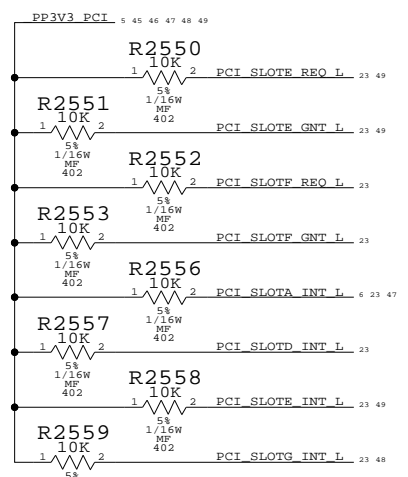 PP3V3_PCI 5 45 46 47 48 49
R2550
10K
1 2 PCI_SLOTE_REQ_L 23 49
5%
1/16W
MF
402
R2551
10K
1 2 PCI_SLOTE_GNT_L 23 49
5%
1/16W
MF
402
R2552
10K
1 2 PCI_SLOTF_REQ_L 23
5%
1/16W
MF
402
R2553
10K
1 2 PCI_SLOTF_GNT_L 23
5%
1/16W
MF
402
R2556
10K
1 2 PCI_SLOTA_INT_L 6 23 47
5%
1/16W
MF
402
R2557
10K
1 2 PCI_SLOTD_INT_L 23
5%
1/16W
MF
402
R2558
10K
1 2 PCI_SLOTE_INT_L 23 49
5%
1/16W
MF
402
R2559
10K
1 2 PCI_SLOTG_INT_L 23 48
5%